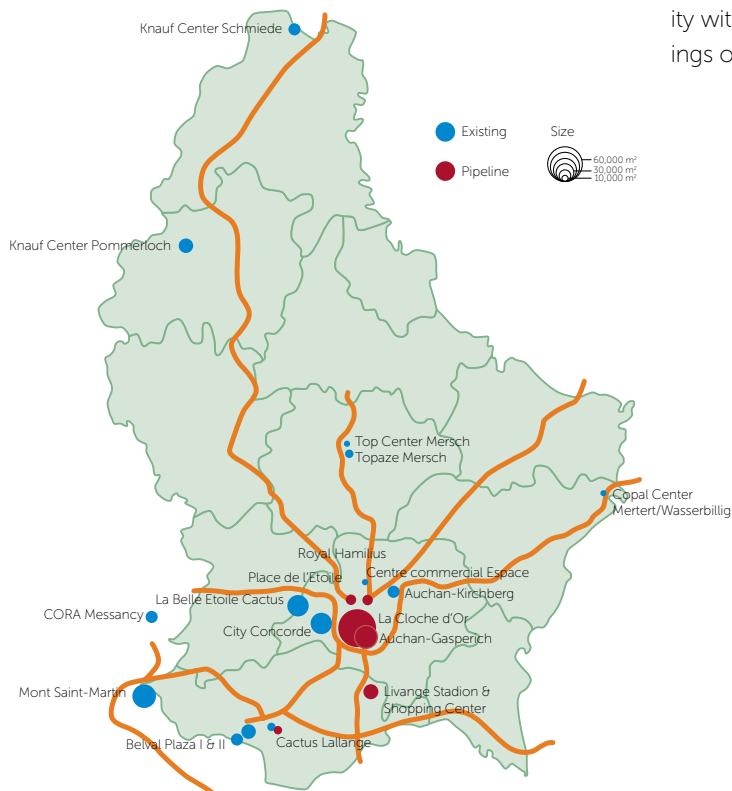 ity wit
ings o
Knauf Center Schmiede
Existing
Size
60,000 m²
30,000 m²
10,000 m²
Pipeline
Knauf Center Pommerloch
Top Center Mersch
Topaze Mersch
Copal Center
Mertert/Wasserbillig
Royal Hamilius
Centre commercial Espace
Place de l'Etoile
Auchan-Kirchberg
La Belle Etoile Cactus
CORA Messancy
La Cloche d'Or
City Concorde
Auchan-Gasperich
Mont Saint-Martin
Livange Stadion &
Shopping Center
Belval Plaza I & II
Cactus Lallange